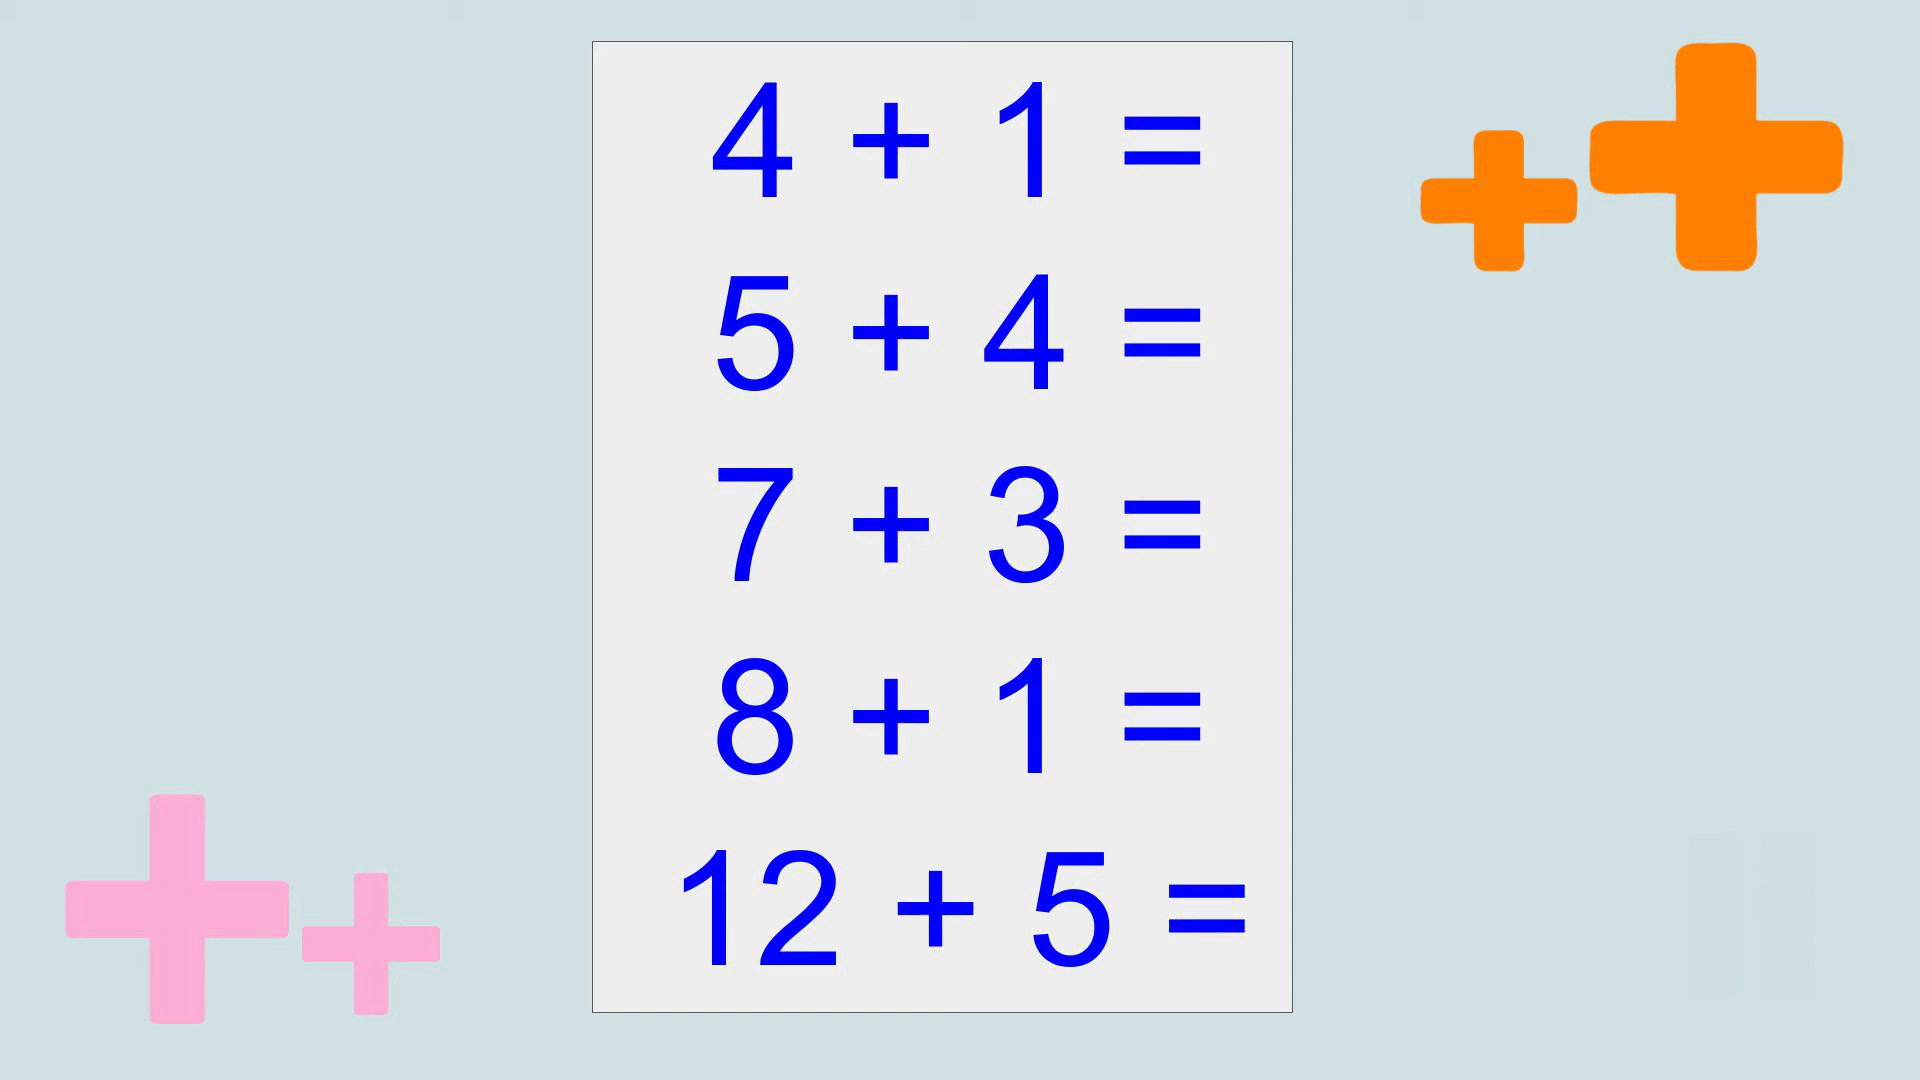 4 + 1 =
5 + 4 =
7 + 3 =
8 + 1 =
12 + 5 =